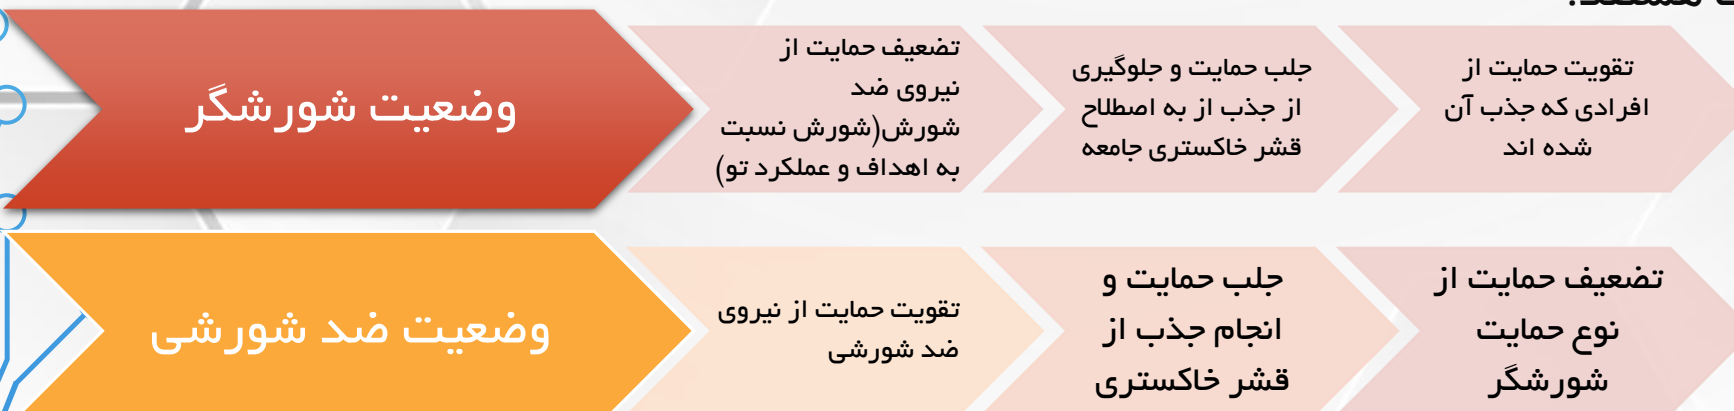 وضعیت شورشگر
تضعیف حمایت از
نیروی ضد
شورش(شورش نسبت
به اهداف و عملکرد تو)
جلب حمایت و جلوگیری
از جذب از به اصطلاح
قشر خاکستری جامعه
تقویت حمایت از
افرادی که جذب آن
شده اند
وضعیت ضد شورشی
تقویت حمایت از نیروی
ضد شورشی
جلب حمایت و
انجام جذب از
قشر خاکستری
تضعیف حمایت از
نوع حمایت
شورشگر